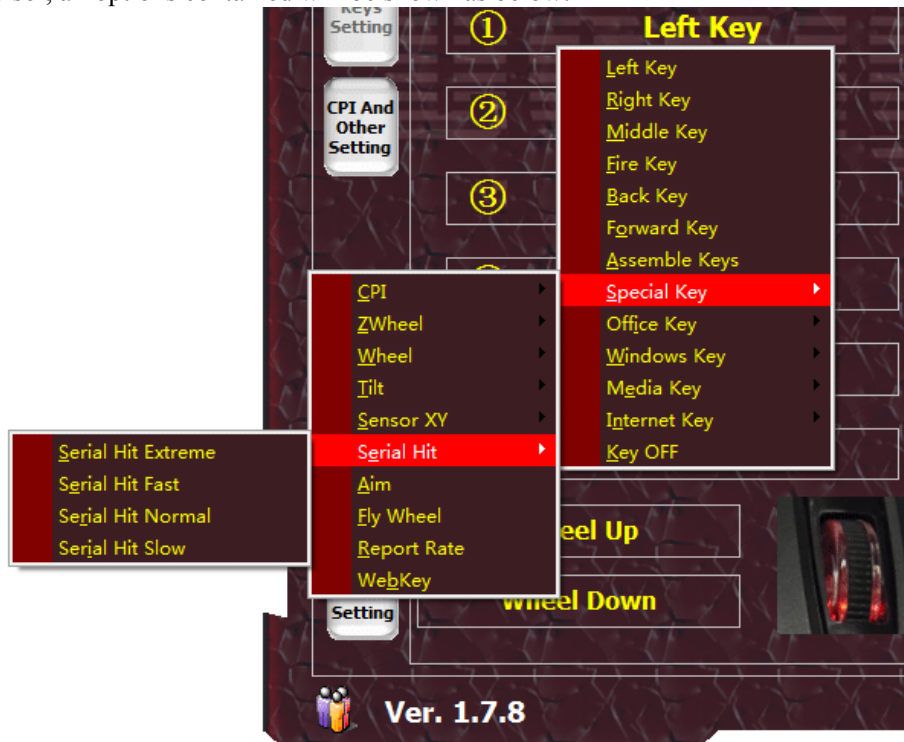 Keys
Setting
① Left Key
CPI And
Other
Setting
②
③
Left Key
Right Key
Middle Key
Fire Key
Back Key
Forward Key
Assemble Keys
Special Key
Office Key
Windows Key
Media Key
Internet Key
Key OFF
CPI
ZWheel
Wheel
Tilt
Sensor XY
Serial Hit
Aim
Fly Wheel
Report Rate
WebKey
Serial Hit Extreme
Serial Hit Fast
Serial Hit Normal
Serial Hit Slow
eel Up
Wheel Down
Setting
Ver. 1.7.8